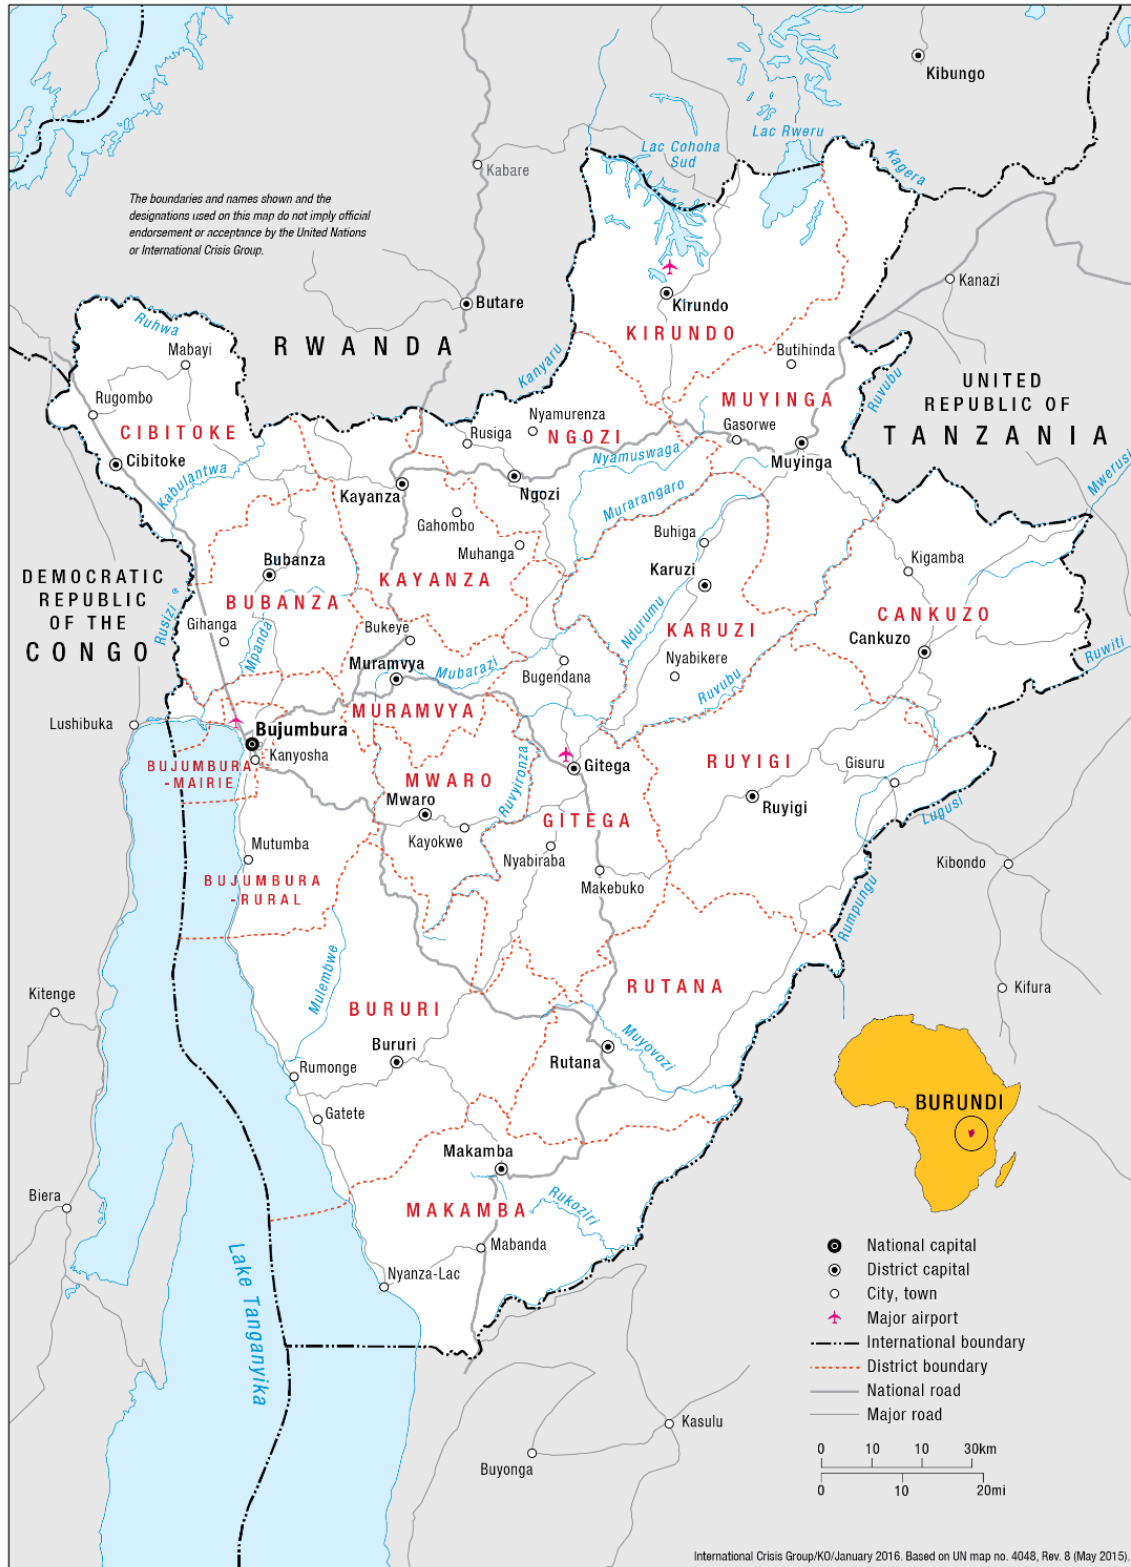 Kibungo
Lac Rweru
Lac Cohoha
Sud
Kagera
Kabare
The boundaries and names shown and the
designations used on this map do not imply official
endorsement or acceptance by the United Nations
or International Crisis Group.
Kanazi
Butare
Kirundo
Ruhwa
RWANDA
KIRUNDO
Mabayi
Kanyaru
Butihinda
Ruvubu
UNITED
REPUBLIC OF
TANZANIA
Rugombo
MUYINGA
Nyamurenza
CIBITOKE
Rusiga
NGOZI
Gasorwe
Cibitoke
Nyamuswaga
Muyinga
Mwerusi
Kabulantwa
Kayanza
Ngozi
Murarangaro
Gahombo
Buhiga
Muhanga
Bubanza
Kigamba
DEMOCRATIC
REPUBLIC
OF THE
CONGO
KAYANZA
Karuzi
BUBANZA
Rusizi
Gihanga
Mpanda
Bukeye
Ndurumu
KARUZI
CANKUZO
Cankuzo
Ruwiti
Muramvya
Mubarazi
Nyabikere
Bugendana
Ruvubu
Lushibuka
MURAMVYA
Bujumbura
Kanyosha
BUJUMBURA
-MAIRIE
MWARO
Ruvyironza
Gitega
RUYIGI
Gisuru
Mwaro
Ruyigi
Lugusi
Kayokwe
GITEGA
Mutumba
Nyabiraba
Kibondo
BUJUMBURA
-RURAL
Makebuko
Rumpungu
Mulembwe
Kitenge
RUTANA
Kifura
BURURI
Muyovozi
Bururi
Rutana
Rumonge
Gatete
BURUNDI
Makamba
Biera
Rukoziri
MAKAMBA
Mabanda
Nyanza-Lac
Lake Tanganyika
National capital
District capital
City, town
Major airport
International boundary
District boundary
National road
Major road
Kasulu
Buyonga
0 10 10 30km
0 10 20mi
International Crisis Group/KO/January 2016. Based on UN map no. 4048, Rev. 8 (May 2015)